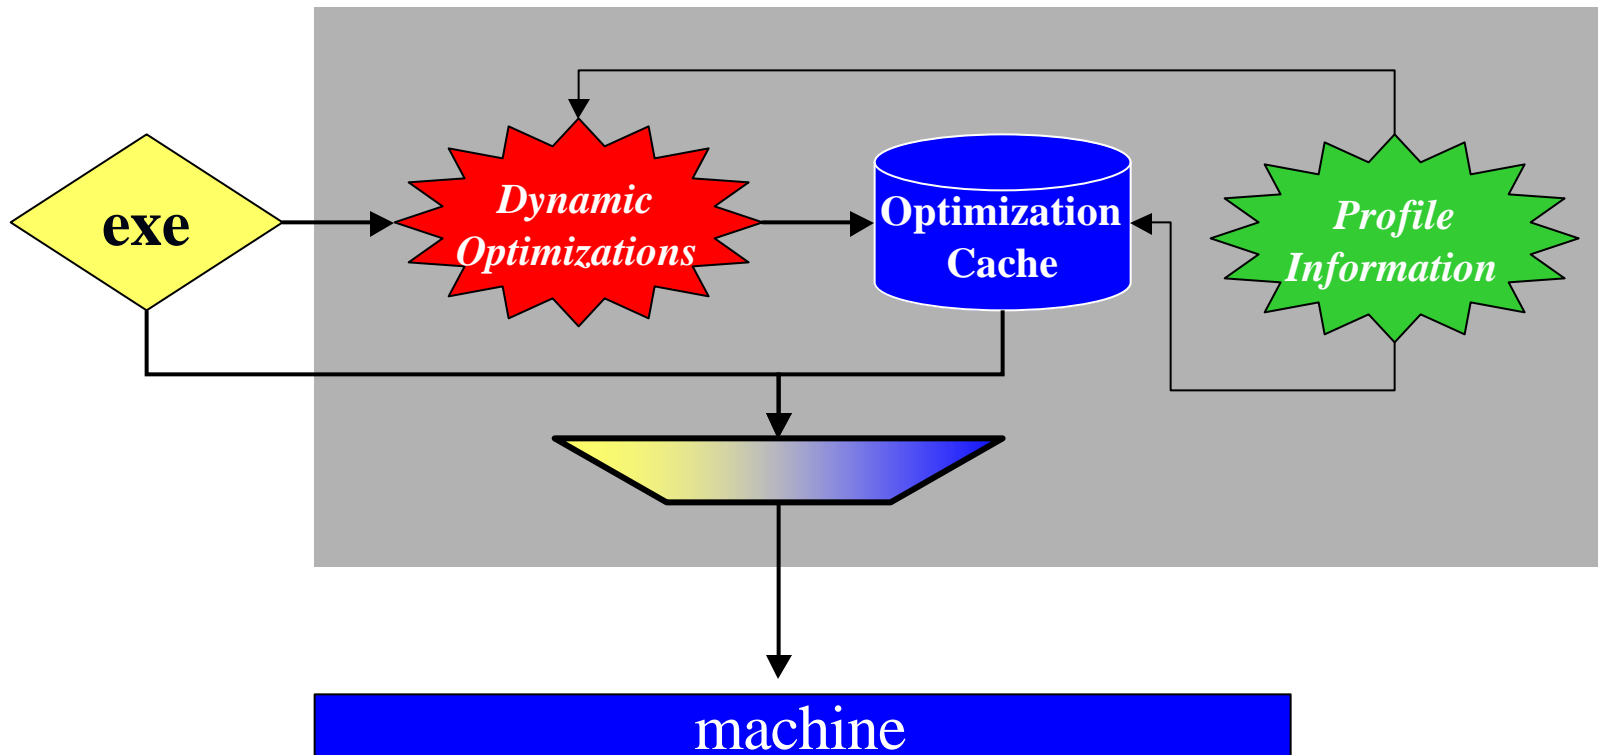 exe
Dynamic
Optimizations
Optimization
Cache
Profile
Information
machine